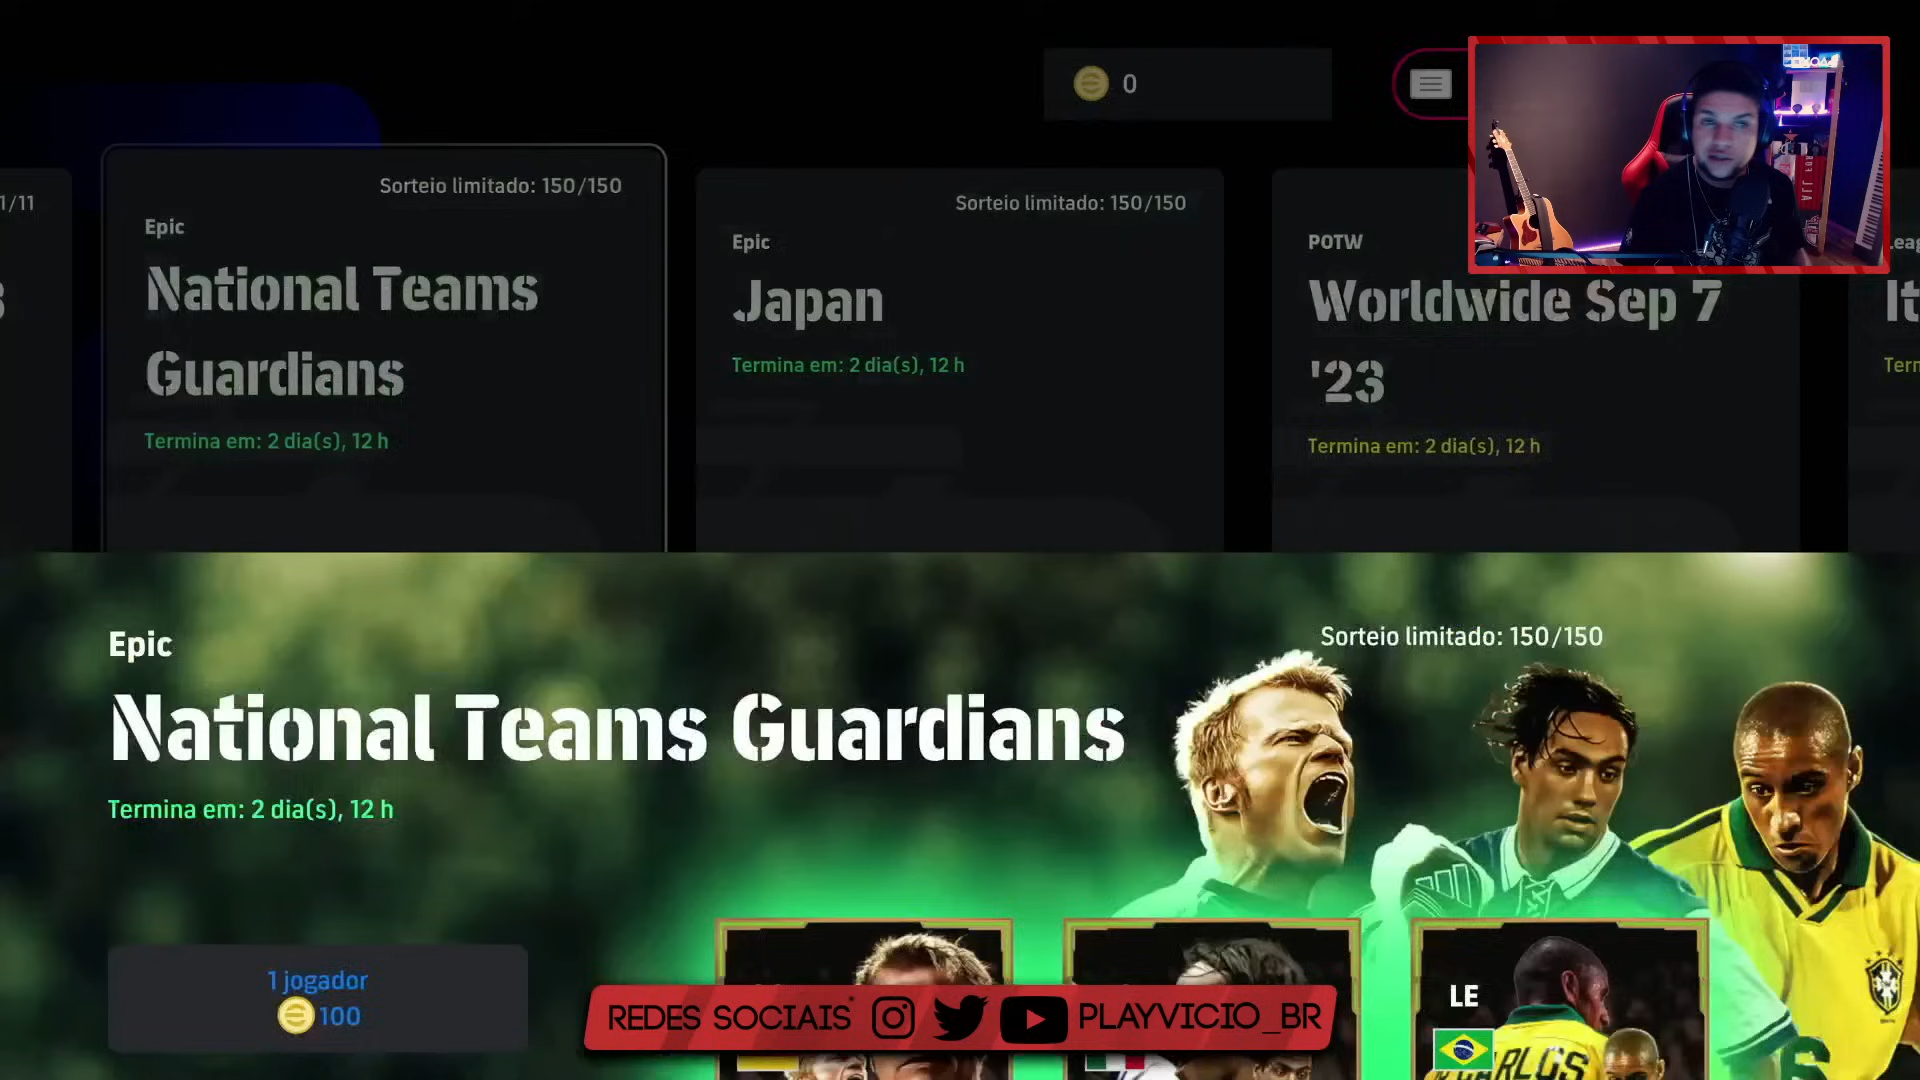 0
1/11
Sorteio limitado: 150/150
Epic
National Teams
Guardians
Termina em: 2 dia(s), 12 h
Sorteio limitado: 150/150
Epic
Japan
Termina em: 2 dia(s), 12 h
POTW
Worldwide Sep 7
'23
Termina em: 2 dia(s), 12 h
Epic
National Teams Guardians
Termina em: 2 dia(s), 12 h
Sorteio limitado: 150/150
1 jogador
100
LE
REDES SOCIAIS PLAYVICIO_BR